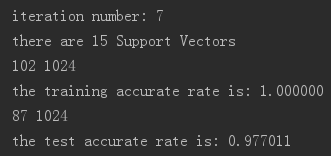 iteration number: 7
there are 15 Support Vectors
102 1024
the training accurate rate is: 1.000000
87 1024
the test accurate rate is: 0.977011